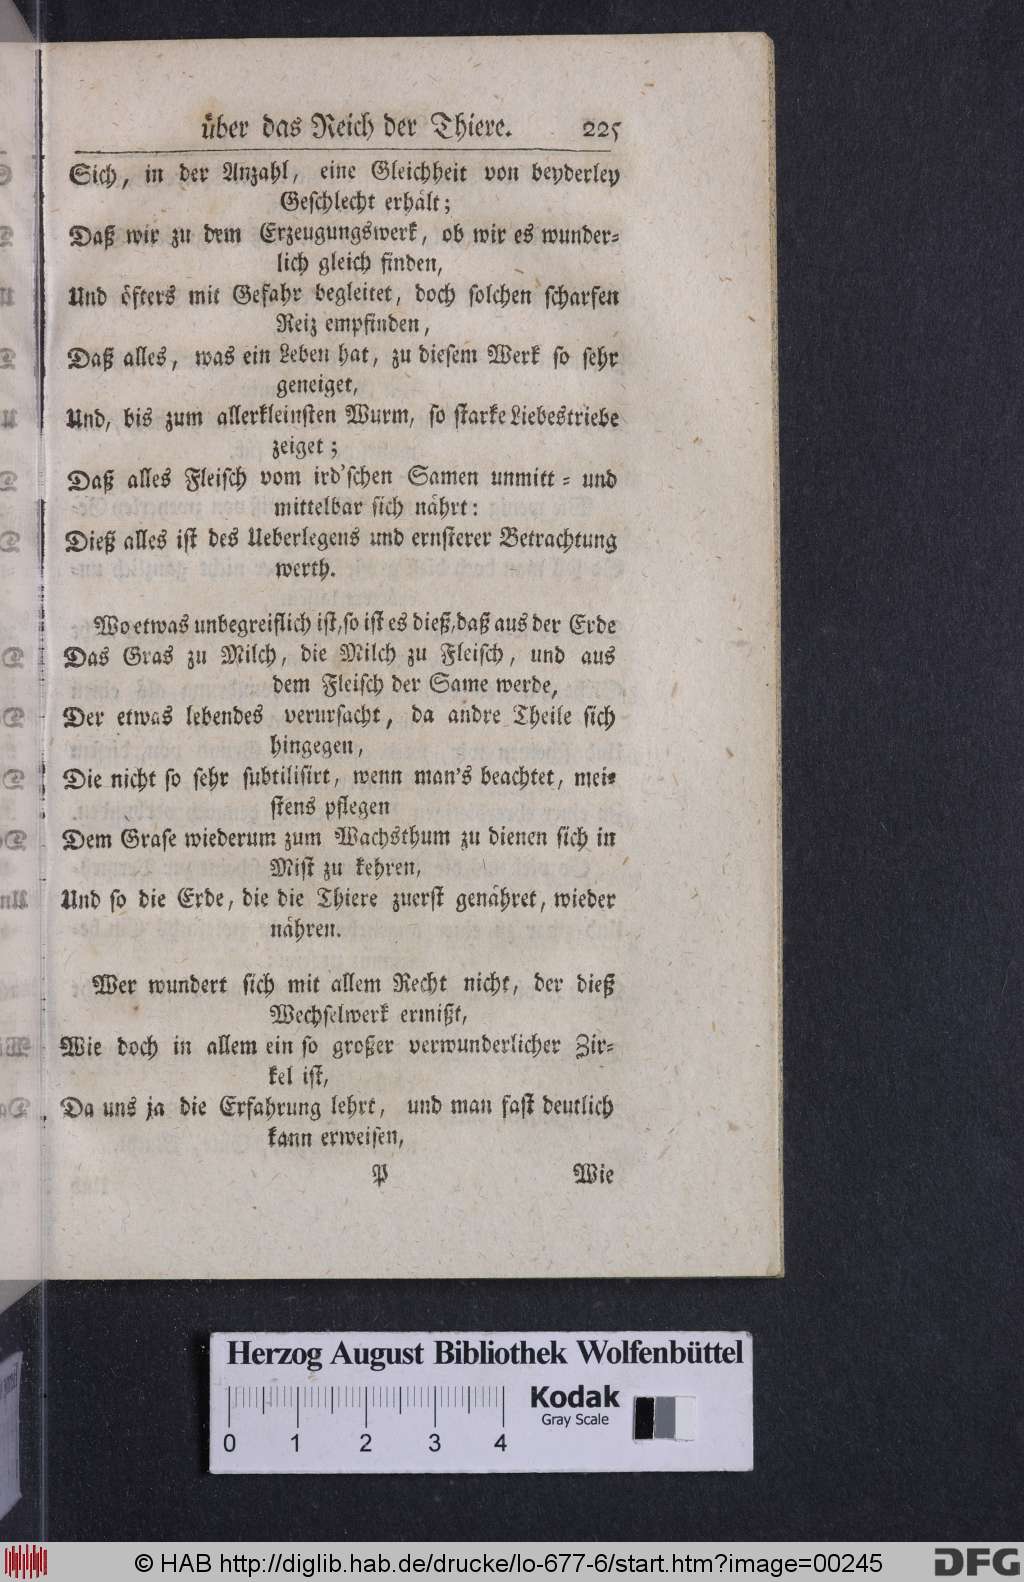 über das Reich der Thiere. 225
Sich, in der Anzahl, eine Gleichheit von beyderley
Geschlecht erhält;
Daß wir zu dem Erzeugungswerk, ob wir es wunder-
lich gleich finden,
Und öfters mit Gefahr begleitet, doch solchen scharfen
Reiz empfinden,
Daß alles, was ein Leben hat, zu diesem Werk so sehr
geneiget,
Und, bis zum allerkleinsten Wurm, so starke Liebestriebe
zeiget;
Daß alles Fleisch vom ird'schen Samen unmitt- und
mittelbar sich nährt:
Dieß alles ist des Ueberlegens und ernsterer Betrachtung
werth.
Wo etwas unbegreiflich ist, so ist es dieß, daß aus der Erde
Das Gras zu Milch, die Milch zu Fleisch, und aus
dem Fleisch der Same werde,
Der etwas lebendes verursacht, da andre Theile sich
hingegen,
Die nicht so sehr subtilisirt, wenn man's beachtet, mei-
stens pflegen
Dem Grase wiederum zum Wachsthum zu dienen sich in
Mist zu kehren,
Und so die Erde, die die Thiere zuerst genähret, wieder
nähren.
Wer wundert sich mit allem Recht nicht, der dieß
Wechselwerk ermißt,
Wie doch in allem ein so großer verwunderlicher Zir-
kel ist,
Da uns ja die Erfahrung lehrt, und man fast deutlich
kann erweisen,
P Wie
Herzog August Bibliothek Wolfenbüttel
Kodak
Gray Scale
0 1 2 3 4
© HAB http://diglib.hab.de/drucke/lo-677-6/start.htm?image=00245
DFG